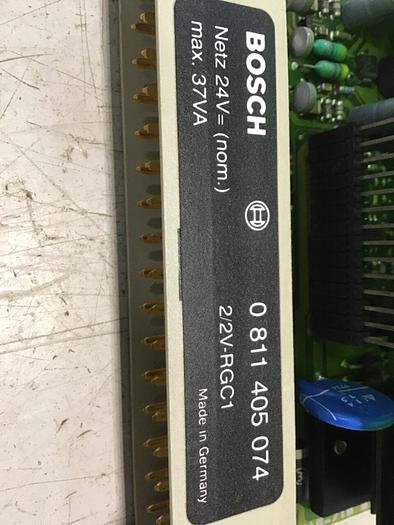 BOSCH
0 811 405 074
Netz 24V= (nom.)
2/2V-RGC1
max. 37VA
Made in Germany